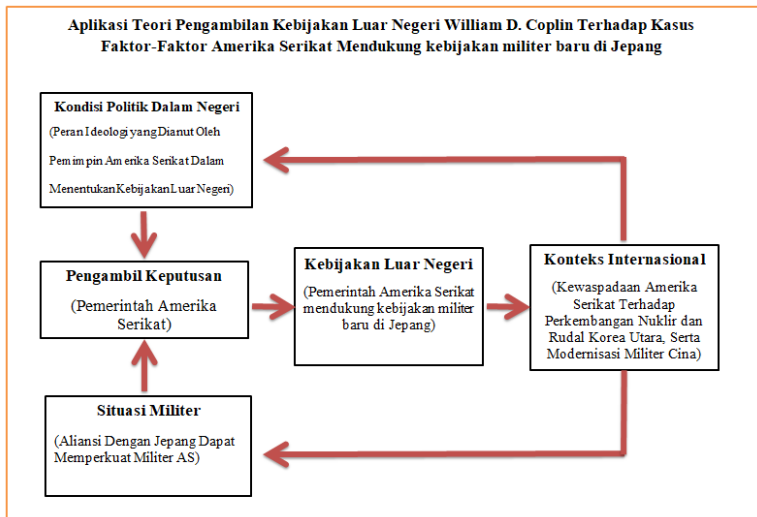 Aplikasi Teori Pengambilan Kebijakan Luar Negeri William D. Coplin Terhadap Kasus
Faktor-Faktor Amerika Serikat Mendukung kebijakan militer baru di Jepang
Kondisi Politik Dalam Negeri
(Peran Ideologi yang Dianut Oleh
Pemimpin Amerika Serikat Dalam
Menentukan Kebijakan Luar Negeri)
Pengambil Keputusan
(Pemerintah Amerika
Serikat)
Kebijakan Luar Negeri
(Pemerintah Amerika Serikat
mendukung kebijakan militer
baru di Jepang)
Konteks Internasional
(Kewaspadaan Amerika
Serikat Terhadap
Perkembangan Nuklir dan
Rudal Korea Utara, Serta
Modernisasi Militer Cina)
Situasi Militer
(Aliansi Dengan Jepang Dapat
Memperkuat Militer AS)